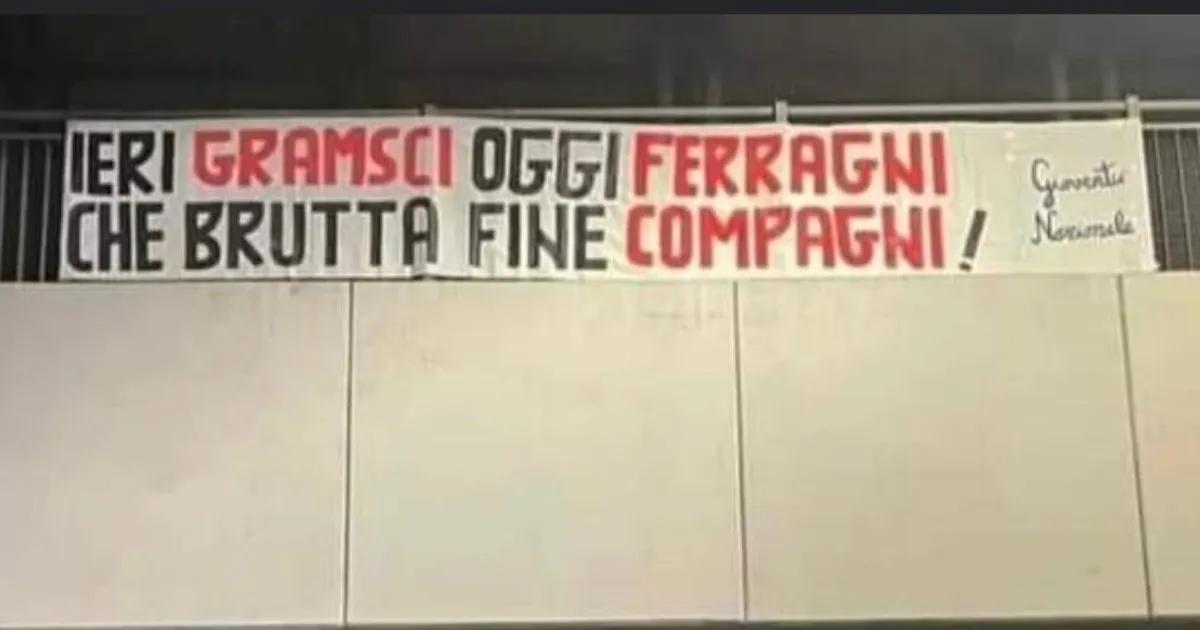 IERI GRAMSCI OGGI FERRAGNI
CHE BRUTTA FINE COMPAGNI!
Gioventù
Nazionale